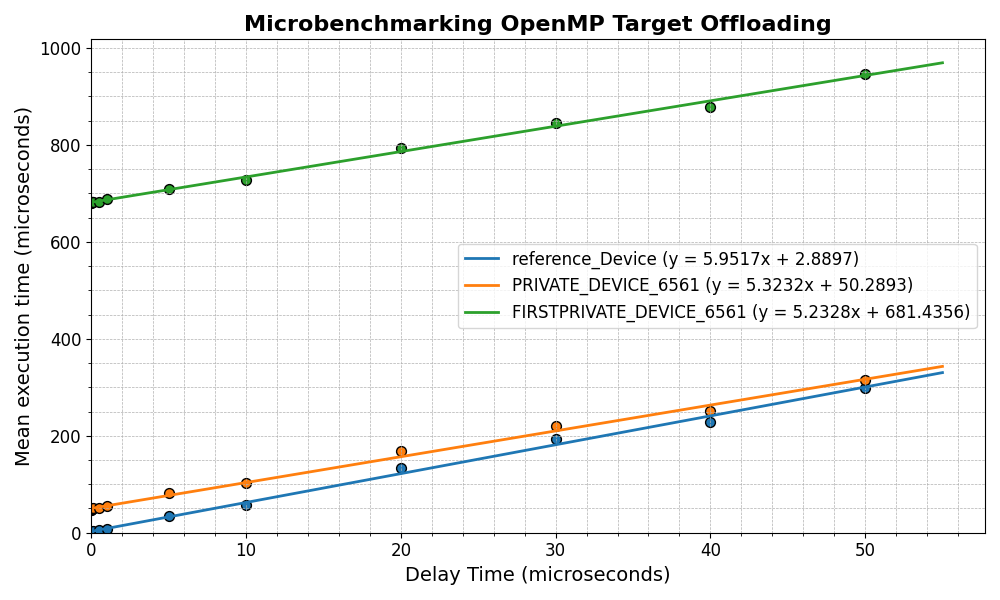 Microbenchmarking OpenMP Target Offloading
Mean execution time (microseconds)
1000
800
600
400
200
0
reference_Device (y = 5.9517x + 2.8897)
PRIVATE_DEVICE_6561 (y = 5.3232x + 50.2893)
FIRSTPRIVATE_DEVICE_6561 (y = 5.2328x + 681.4356)
0 10 20 30 40 50
Delay Time (microseconds)